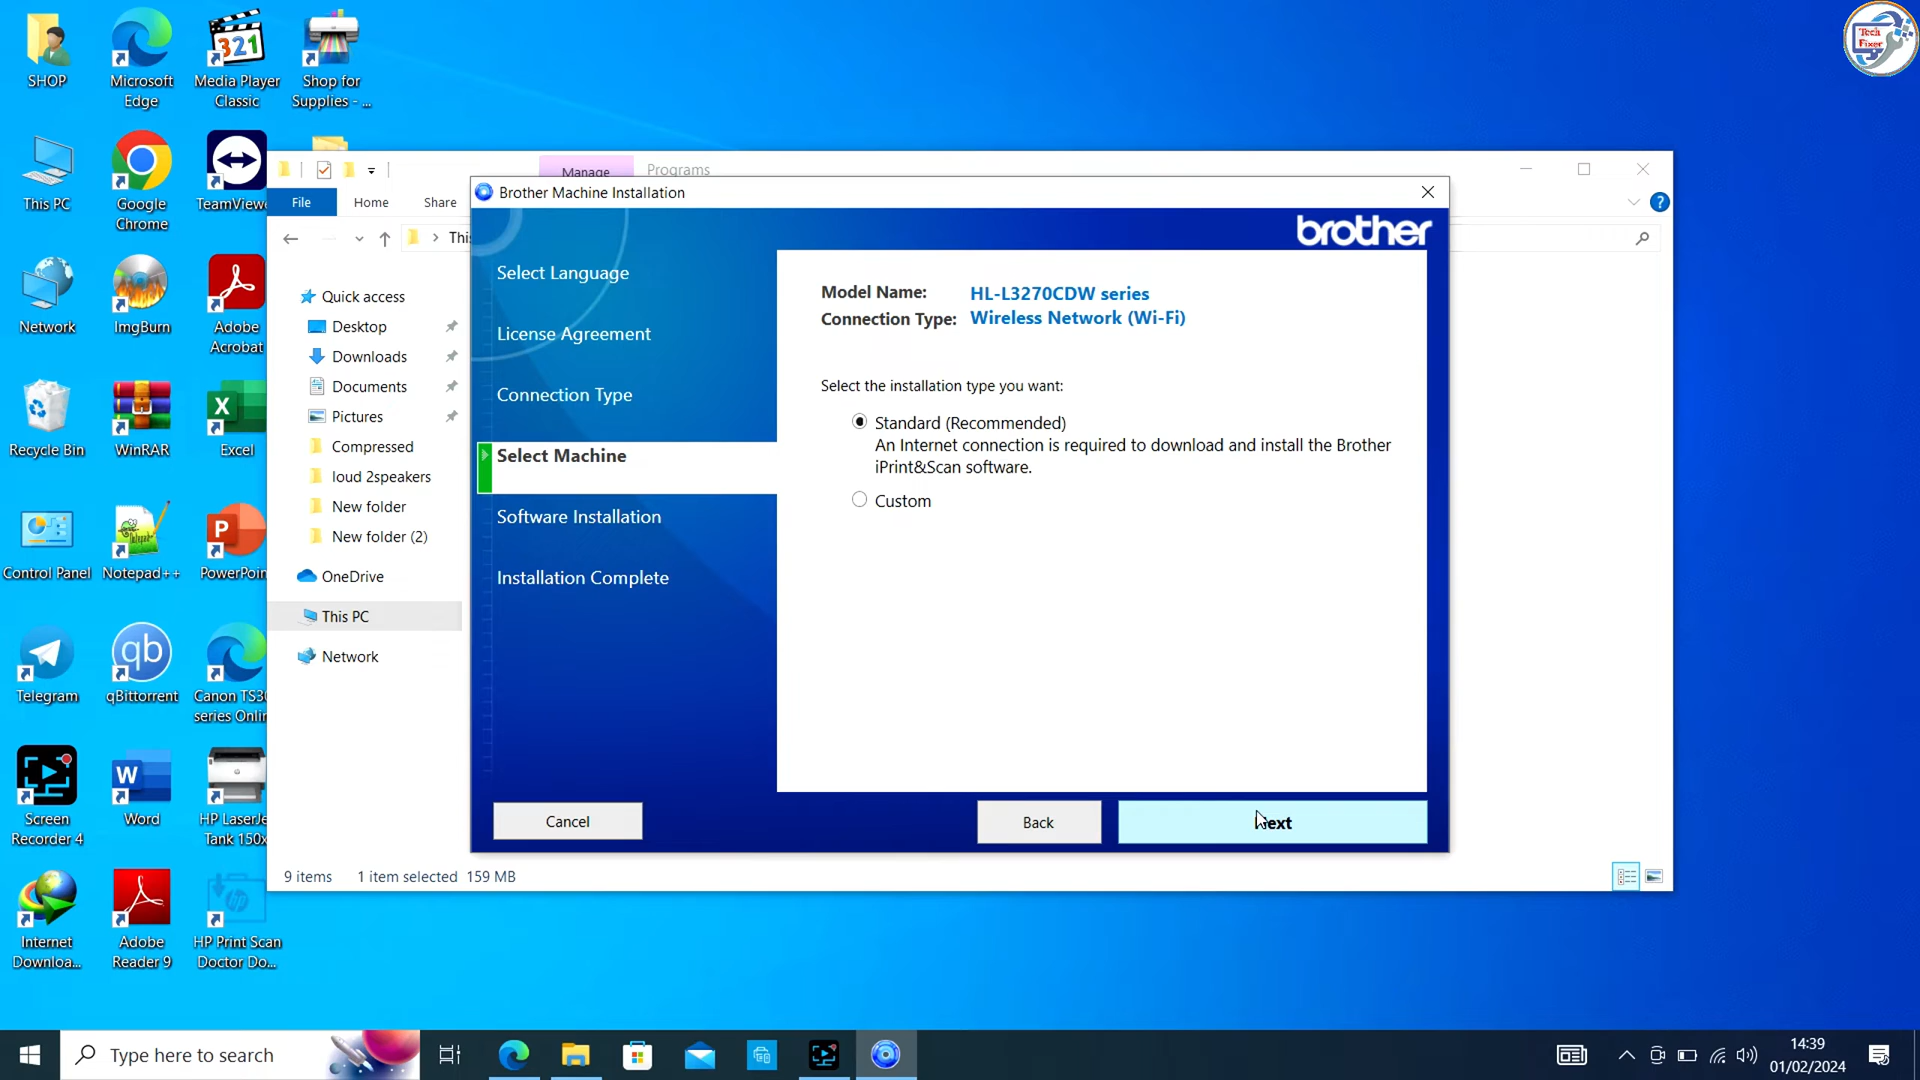 SHOP
Microsoft
Edge
321
Media Player
Classic
Shop for
Supplies - ...
Tech
Fixer
This PC
Google
Chrome
TeamViewe
Manage
Programs
File
Home
Share
Thi
Network
ImgBurn
Adobe
Acrobat
Quick access
Desktop
Downloads
Documents
Pictures
Compressed
loud 2speakers
New folder
New folder (2)
OneDrive
This PC
Network
Recycle Bin
WinRAR
Excel
Control Panel
Notepad++
PowerPoin
Telegram
qBittorrent
Canon TS30
series Onlin
Screen
Recorder 4
Word
HP LaserJe
Tank 150x
Internet
Downloa...
Adobe
Reader 9
HP Print Scan
Doctor Do...
Brother Machine Installation
brother
Select Language
License Agreement
Connection Type
Select Machine
Software Installation
Installation Complete
Model Name: HL-L3270CDW series
Connection Type: Wireless Network (Wi-Fi)
Select the installation type you want:
Standard (Recommended)
An Internet connection is required to download and install the Brother
iPrint&Scan software.
Custom
Cancel
Back
Next
9 items 1 item selected 159 MB
Type here to search
14:39
01/02/2024